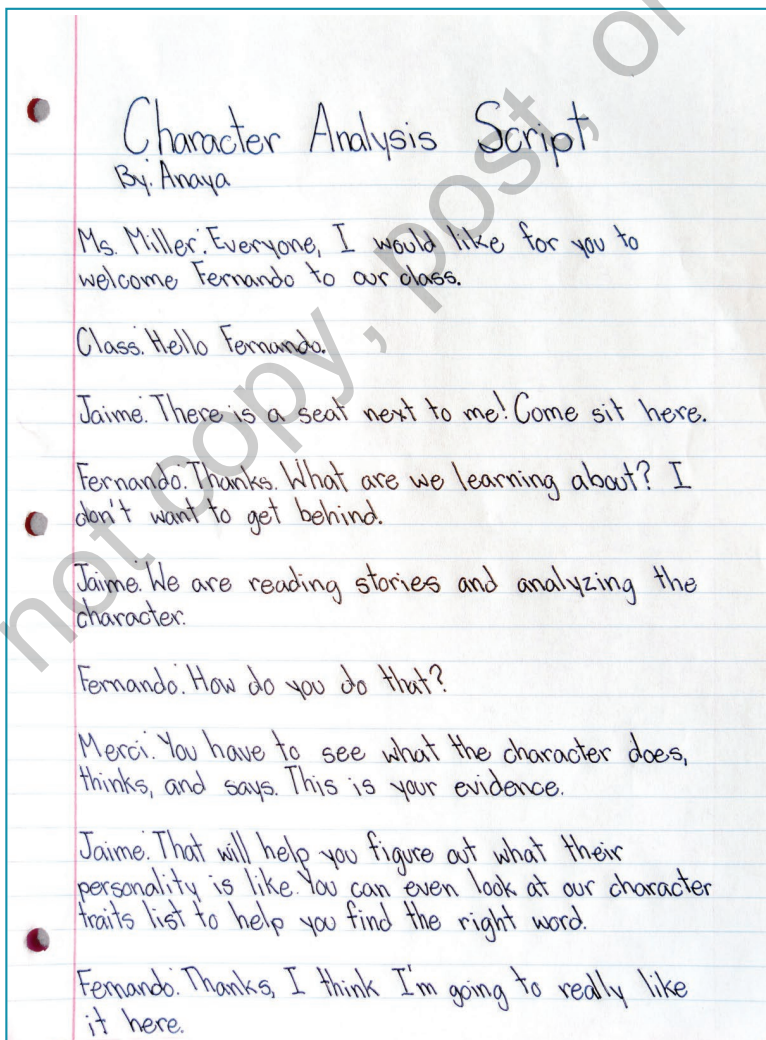 Character Analysis Script
By: Anaya
Ms. Miller: Everyone, I would like for you to
welcome Fernando to our class.
Class: Hello Fernando.
Jaime: There is a seat next to me! Come sit here.
Fernando: Thanks. What are we learning about? I
don't want to get behind.
Jaime: We are reading stories and analyzing the
character.
Fernando: How do you do that?
Merci: You have to see what the character does,
thinks, and says. This is your evidence.
Jaime: That will help you figure out what their
personality is like. You can even look at our character
traits list to help you find the right word.
Fernando: Thanks, I think I'm going to really like
it here.
not copy, post, or